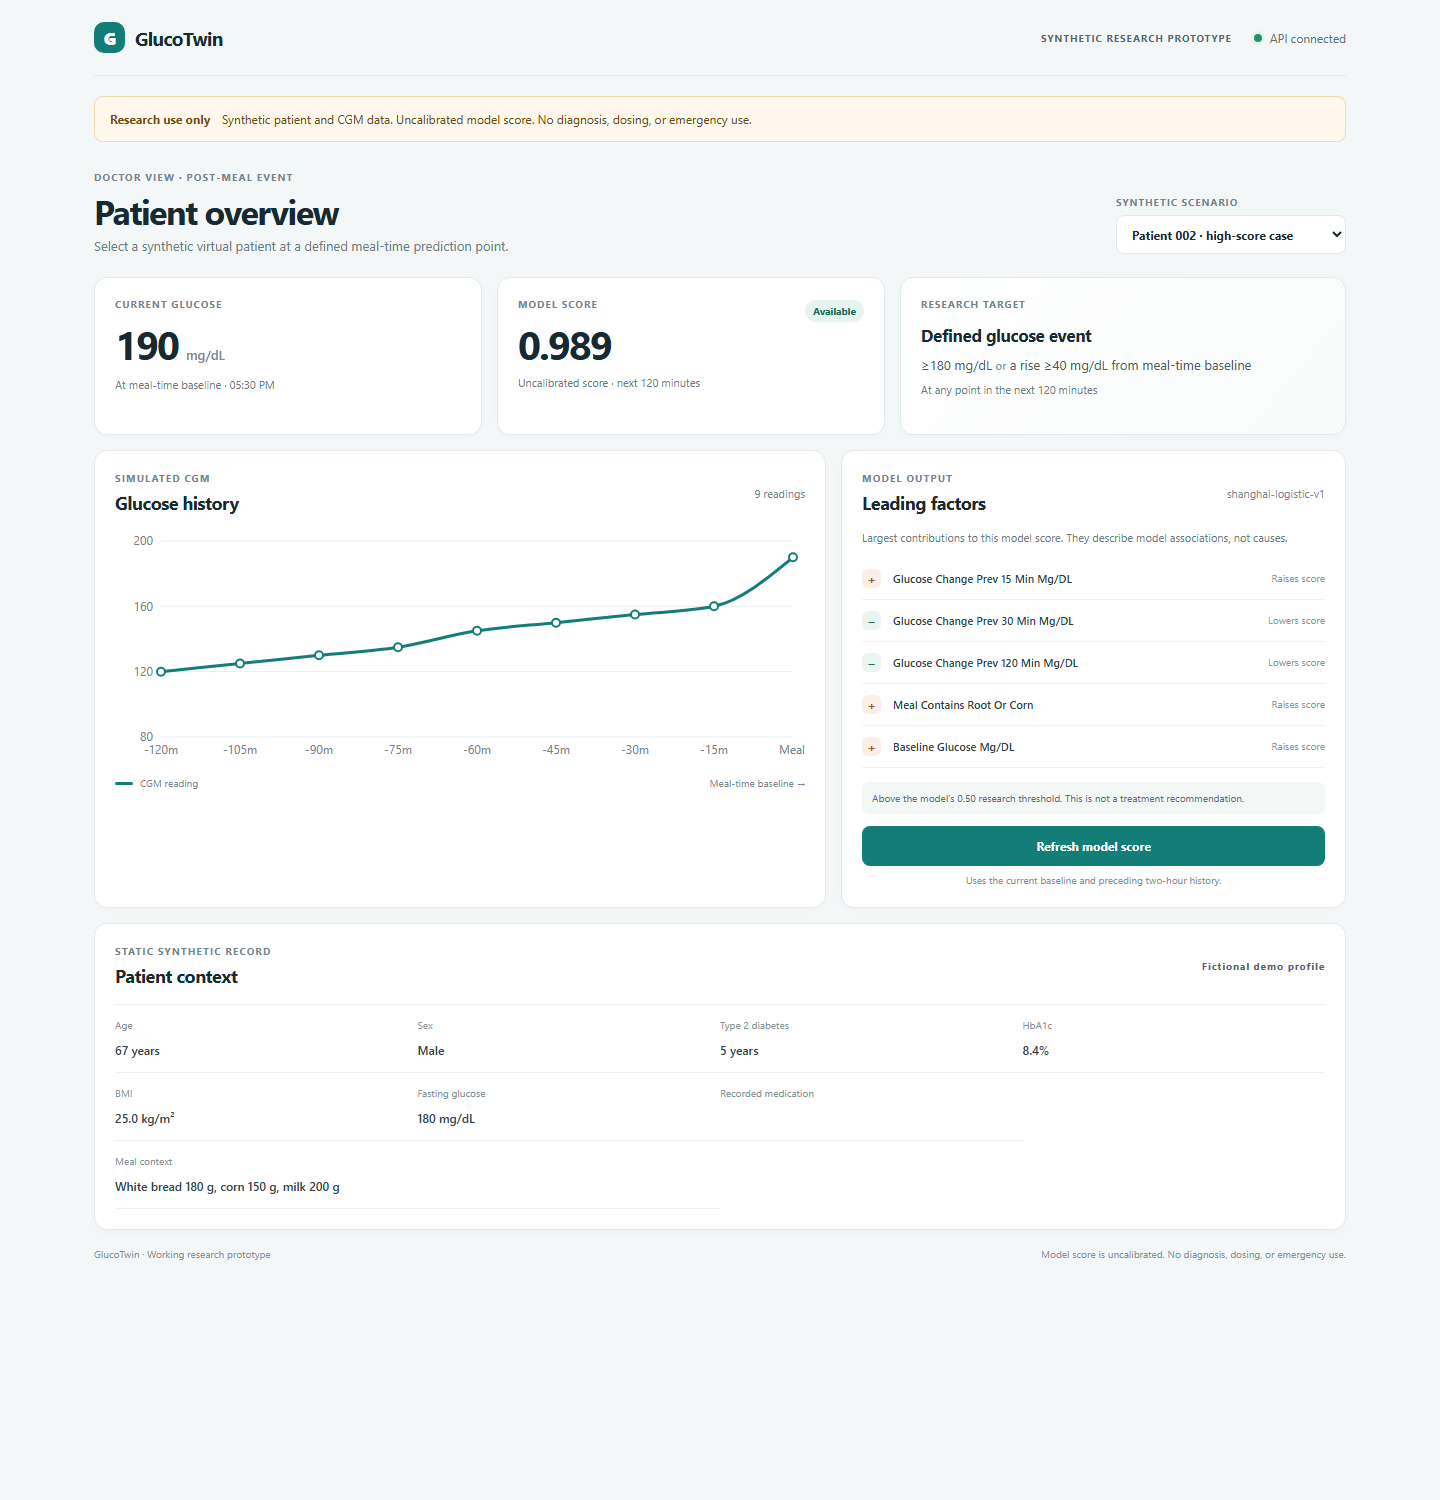 G GlucoTwin
SYNTHETIC RESEARCH PROTOTYPE API connected
Research use only Synthetic patient and CGM data. Uncalibrated model score. No diagnosis, dosing, or emergency use.
DOCTOR VIEW · POST-MEAL EVENT
Patient overview
Select a synthetic virtual patient at a defined meal-time prediction point.
SYNTHETIC SCENARIO
Patient 002 · high-score case
CURRENT GLUCOSE
190 mg/dL
At meal-time baseline · 05:30 PM
MODEL SCORE
Available
0.989
Uncalibrated score · next 120 minutes
RESEARCH TARGET
Defined glucose event
≥180 mg/dL or a rise ≥40 mg/dL from meal-time baseline
At any point in the next 120 minutes
SIMULATED CGM
Glucose history
9 readings
200
160
120
80
-120m -105m -90m -75m -60m -45m -30m -15m Meal
CGM reading
Meal-time baseline →
MODEL OUTPUT
Leading factors
shanghai-logistic-v1
Largest contributions to this model score. They describe model associations, not causes.
+ Glucose Change Prev 15 Min Mg/DL Raises score
− Glucose Change Prev 30 Min Mg/DL Lowers score
− Glucose Change Prev 120 Min Mg/DL Lowers score
+ Meal Contains Root Or Corn Raises score
+ Baseline Glucose Mg/DL Raises score
Above the model's 0.50 research threshold. This is not a treatment recommendation.
Refresh model score
Uses the current baseline and preceding two-hour history.
STATIC SYNTHETIC RECORD
Patient context
Fictional demo profile
Age Sex Type 2 diabetes HbA1c
67 years Male 5 years 8.4%
BMI Fasting glucose Recorded medication
25.0 kg/m² 180 mg/dL
Meal context
White bread 180 g, corn 150 g, milk 200 g
GlucoTwin · Working research prototype
Model score is uncalibrated. No diagnosis, dosing, or emergency use.